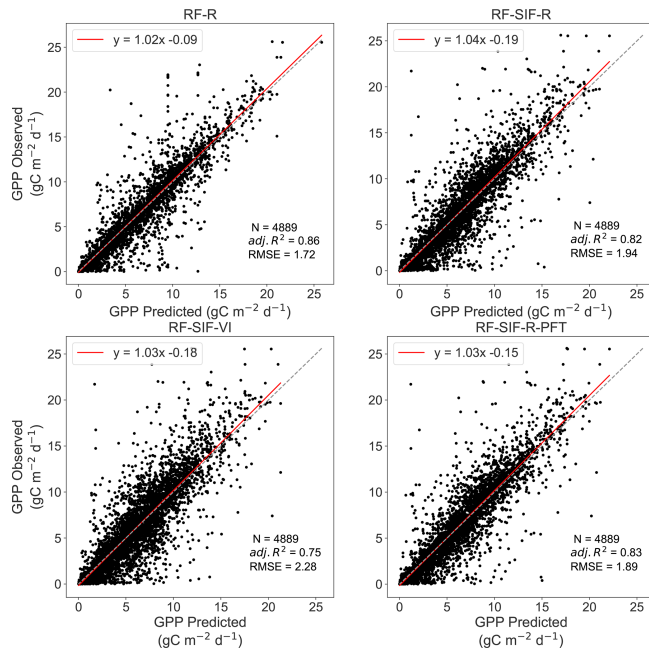 RF-R
y = 1.02x -0.09
25
20
15
10
5
0
GPP Observed
(gC m⁻² d⁻¹)
N = 4889
adj. R² = 0.86
RMSE = 1.72
0 5 10 15 20 25
GPP Predicted (gC m⁻² d⁻¹)
RF-SIF-R
y = 1.04x -0.19
25
20
15
10
5
0
N = 4889
adj. R² = 0.82
RMSE = 1.94
0 5 10 15 20 25
GPP Predicted (gC m⁻² d⁻¹)
RF-SIF-VI
y = 1.03x -0.18
25
20
15
10
5
0
GPP Observed
(gC m⁻² d⁻¹)
N = 4889
adj. R² = 0.75
RMSE = 2.28
0 5 10 15 20 25
GPP Predicted
(gC m⁻² d⁻¹)
RF-SIF-R-PFT
y = 1.03x -0.15
25
20
15
10
5
0
N = 4889
adj. R² = 0.83
RMSE = 1.89
0 5 10 15 20 25
GPP Predicted
(gC m⁻² d⁻¹)